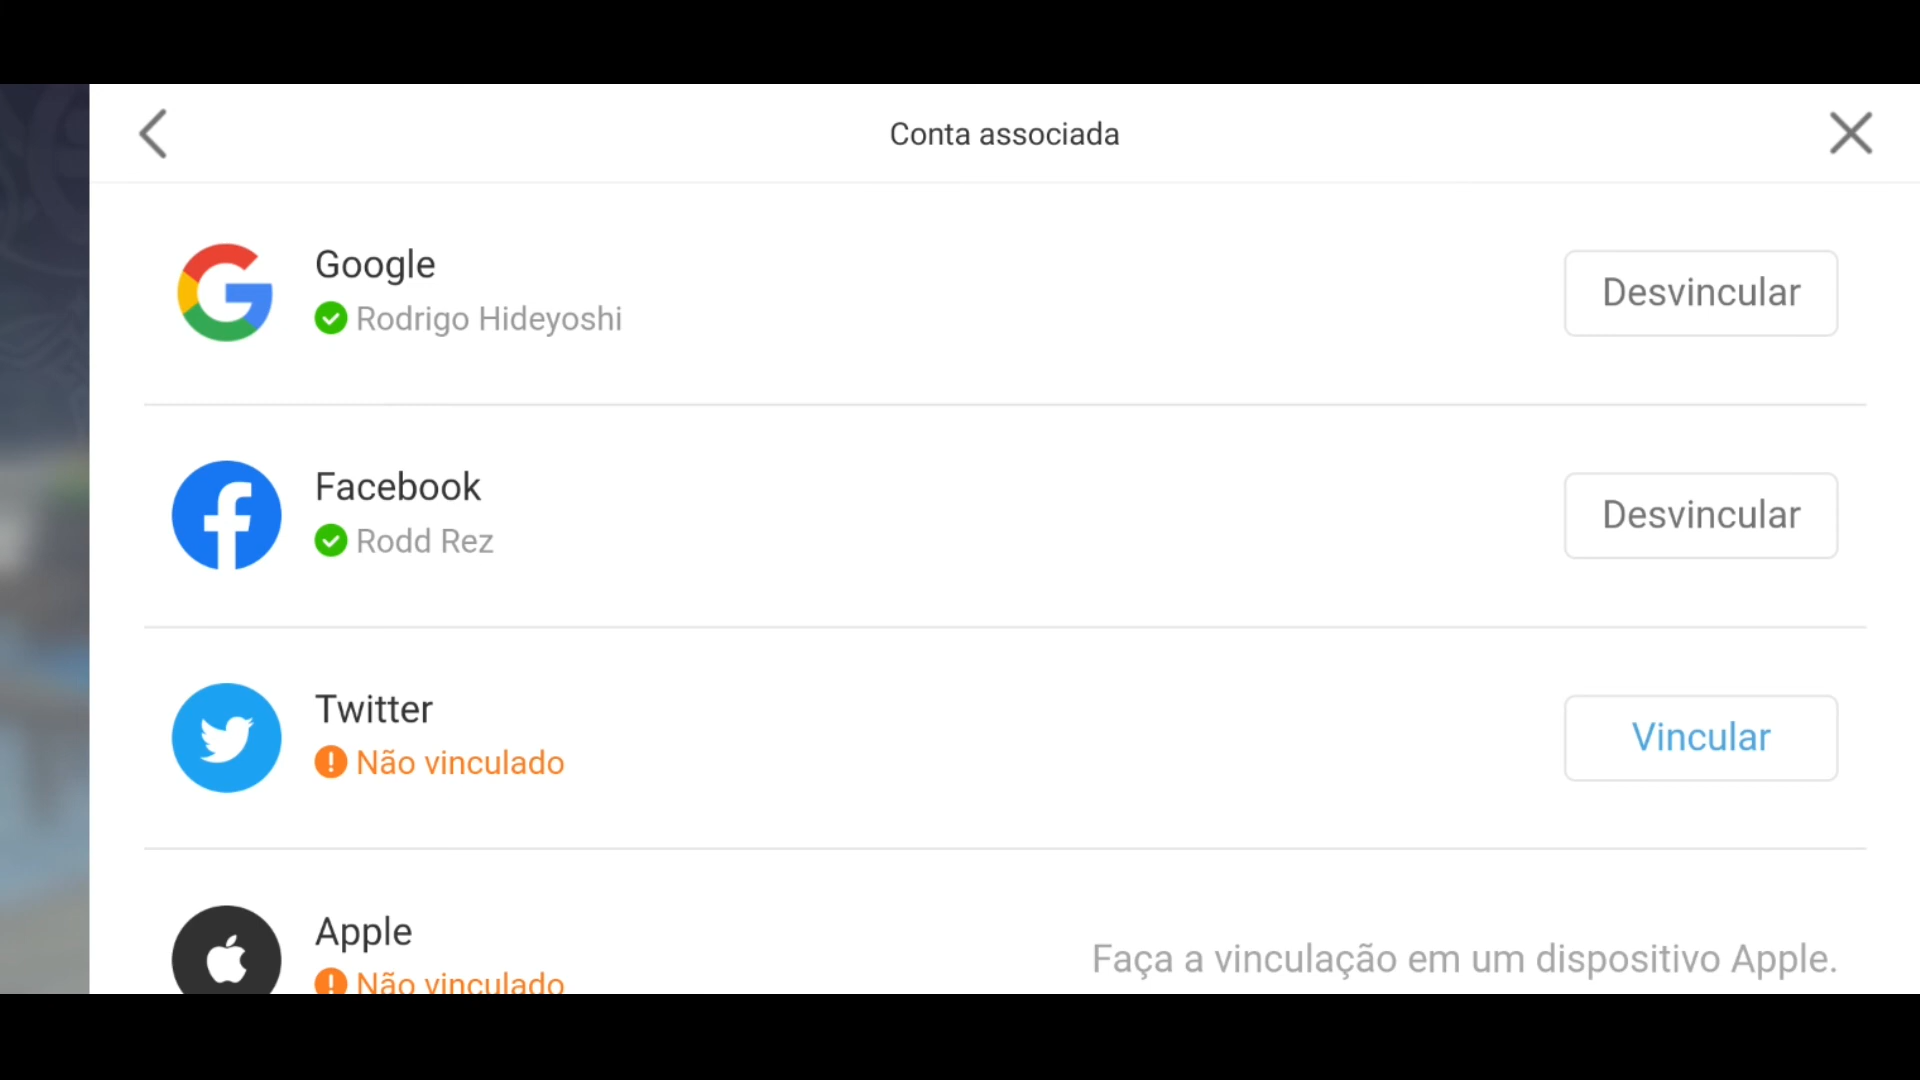 Conta associada
Google
Rodrigo Hideyoshi
Desvincular
Facebook
Rodd Rez
Desvincular
Twitter
Não vinculado
Vincular
Apple
Não vinculado
Faça a vinculação em um dispositivo Apple.